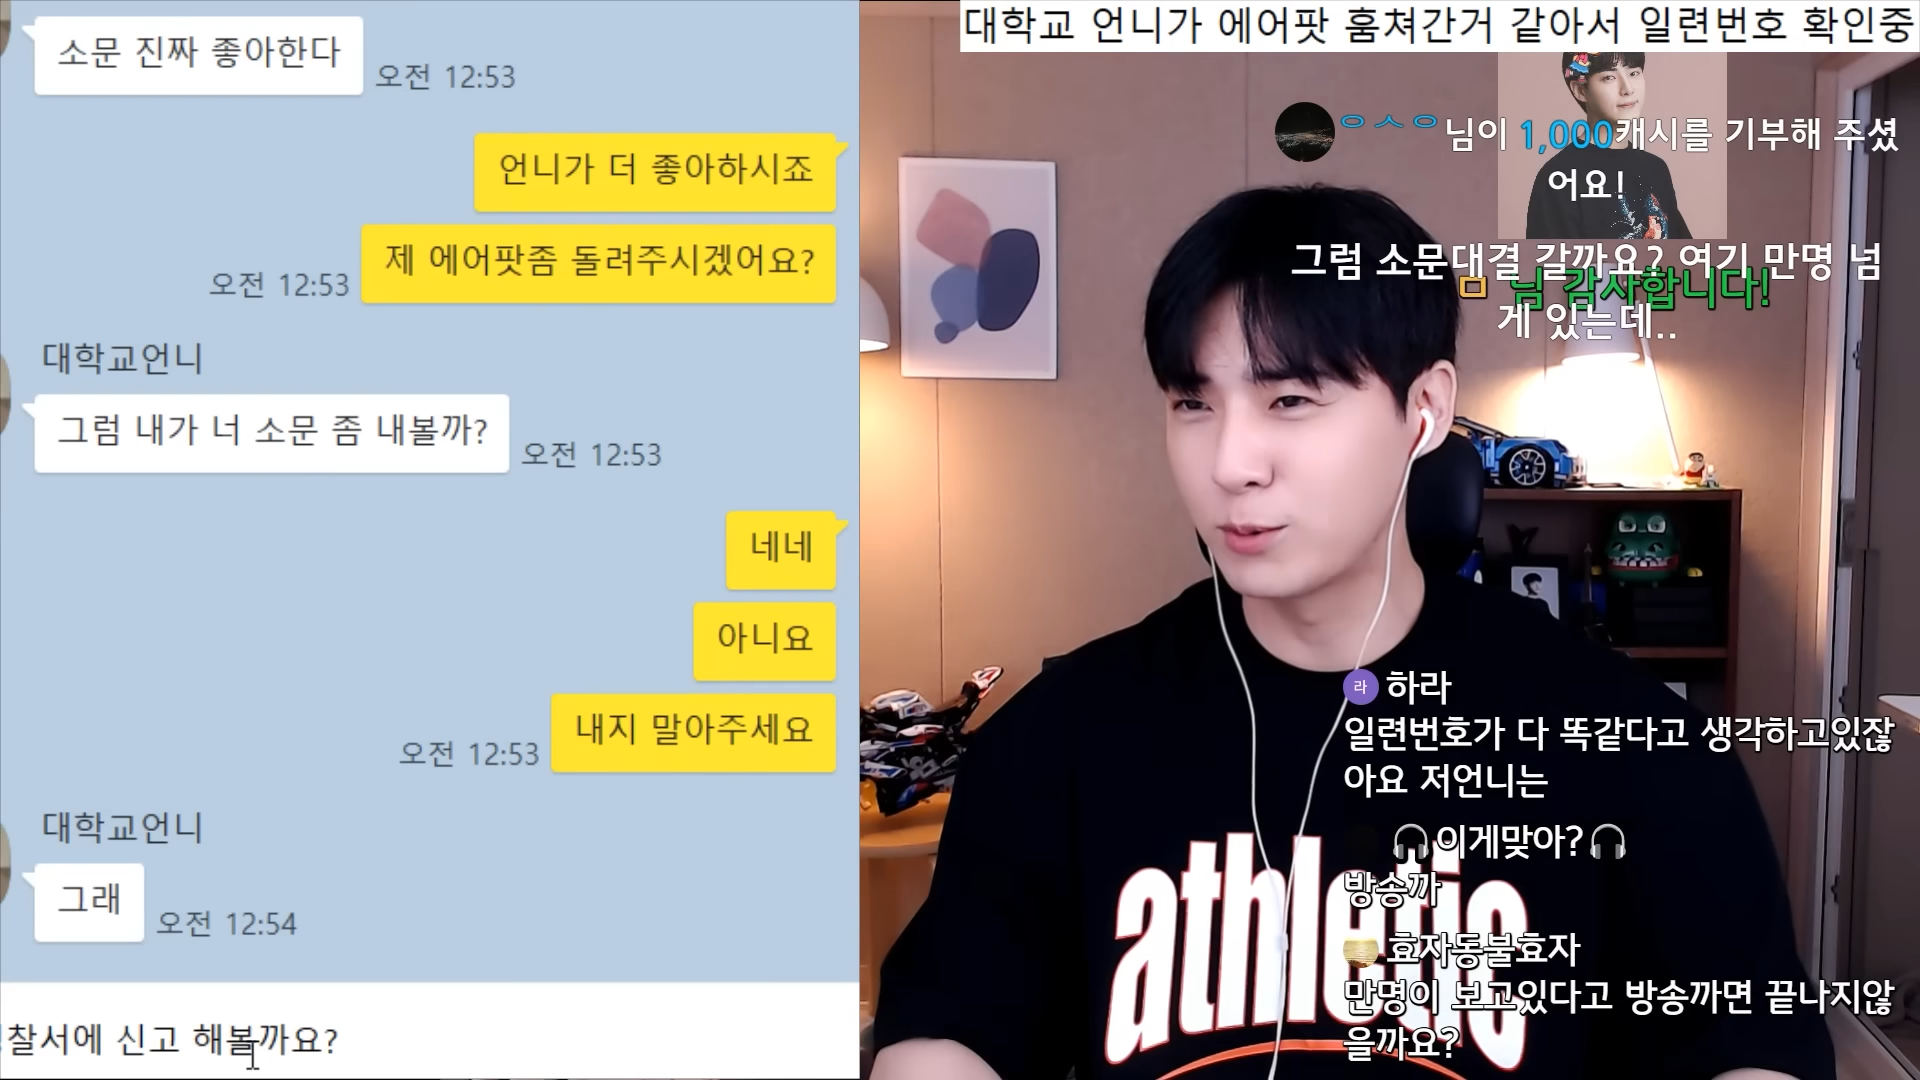 소문 진짜 좋아한다
오전 12:53
언니가 더 좋아하시죠
제 에어팟좀 돌려주시겠어요?
오전 12:53
대학교언니
그럼 내가 너 소문 좀 내볼까?
오전 12:53
네네
아니요
내지 말아주세요
오전 12:53
대학교언니
그래
오전 12:54
찰서에 신고 해볼까요?
대학교 언니가 에어팟 훔쳐간거 같아서 일련번호 확인중
ㅇㅅㅇ님이 1,000캐시를 기부해 주셨
어요!
그럼 소문대결 갈까요? 여기 만명 넘
게 있는데..
님 감사합니다!
라 하라
일련번호가 다 똑같다고 생각하고있잖
아요 저언니는
이게맞아?
방송까
효자동불효자
만명이 보고있다고 방송까면 끝나지않
을까요?
athletic